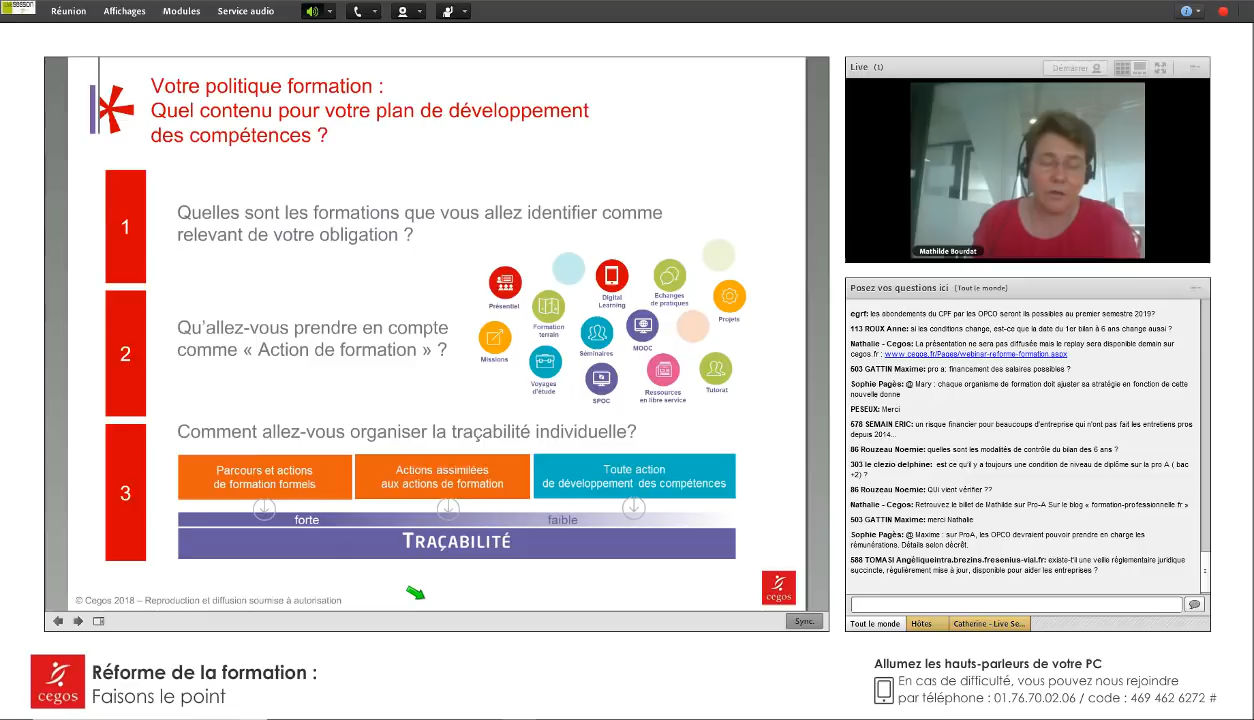 Réunion Affichages Modules Service audio
Votre politique formation :
Quel contenu pour votre plan de développement
des compétences ?
1
Quelles sont les formations que vous allez identifier comme
relevant de votre obligation ?
2
Qu'allez-vous prendre en compte
comme « Action de formation » ?
Présentiel
Formation
terrain
Digital
Learning
Echanges
de pratiques
Projets
Missions
Voyages
d'étude
Séminaires
MOOC
SPOC
Ressources
en libre service
Tutorat
3
Comment allez-vous organiser la traçabilité individuelle?
Parcours et actions
de formation formels
Actions assimilées
aux actions de formation
Toute action
de développement des compétences
forte
faible
TRAÇABILITÉ
© Cegos 2018 – Reproduction et diffusion soumise à autorisation
cegos
Sync.
Live (1)
Démarrer
Mathilde Bourdat
Posez vos questions ici (Tout le monde)
egrf: les abondements du CPF par les OPCO seront ils possibles au premier semestre 2019?
113 ROUX Anne: si les conditions change, est-ce que la date du 1er bilan à 6 ans change aussi ?
Nathalie - Cegos: La présentation ne sera pas diffusée mais le replay sera disponible demain sur
cegos.fr : www.cegos.fr/Pages/webinar-reforme-formation.aspx
503 GATTIN Maxime: pro a: financement des salaires possibles ?
Sophie Pagès: @ Mary : chaque organisme de formation doit ajuster sa stratégie en fonction de cette
nouvelle donne
PESEUX: Merci
578 SEMAIN ERIC: un risque financier pour beaucoups d'entreprise qui n'ont pas fait les entretiens pros
depuis 2014...
86 Rouzeau Noemie: quelles sont les modalités de contrôle du bilan des 6 ans ?
303 le clezio delphine: est ce qu'il y a toujours une condition de niveau de diplôme sur la pro A ( bac
+2) ?
86 Rouzeau Noemie: QUI vient vérifier ??
Nathalie - Cegos: Retrouvez le billet de Mathilde sur Pro-A Sur le blog « formation-professionnelle.fr »
503 GATTIN Maxime: merci Nathalie
Sophie Pagès: @ Maxime : sur ProA, les OPCO devraient pouvoir prendre en charge les
rémunérations. Détails selon décrêt.
588 TOMASI Angéliqueintra.brezins.fresenius-vial.fr: existe-t'il une veille réglementaire juridique
succincte, régulièrement mise à jour, disponible pour aider les entreprises ?
Tout le monde Hôtes Catherine - Live Se...
cegos
Réforme de la formation :
Faisons le point
Allumez les hauts-parleurs de votre PC
En cas de difficulté, vous pouvez nous rejoindre
par téléphone : 01.76.70.02.06 / code : 469 462 6272 #